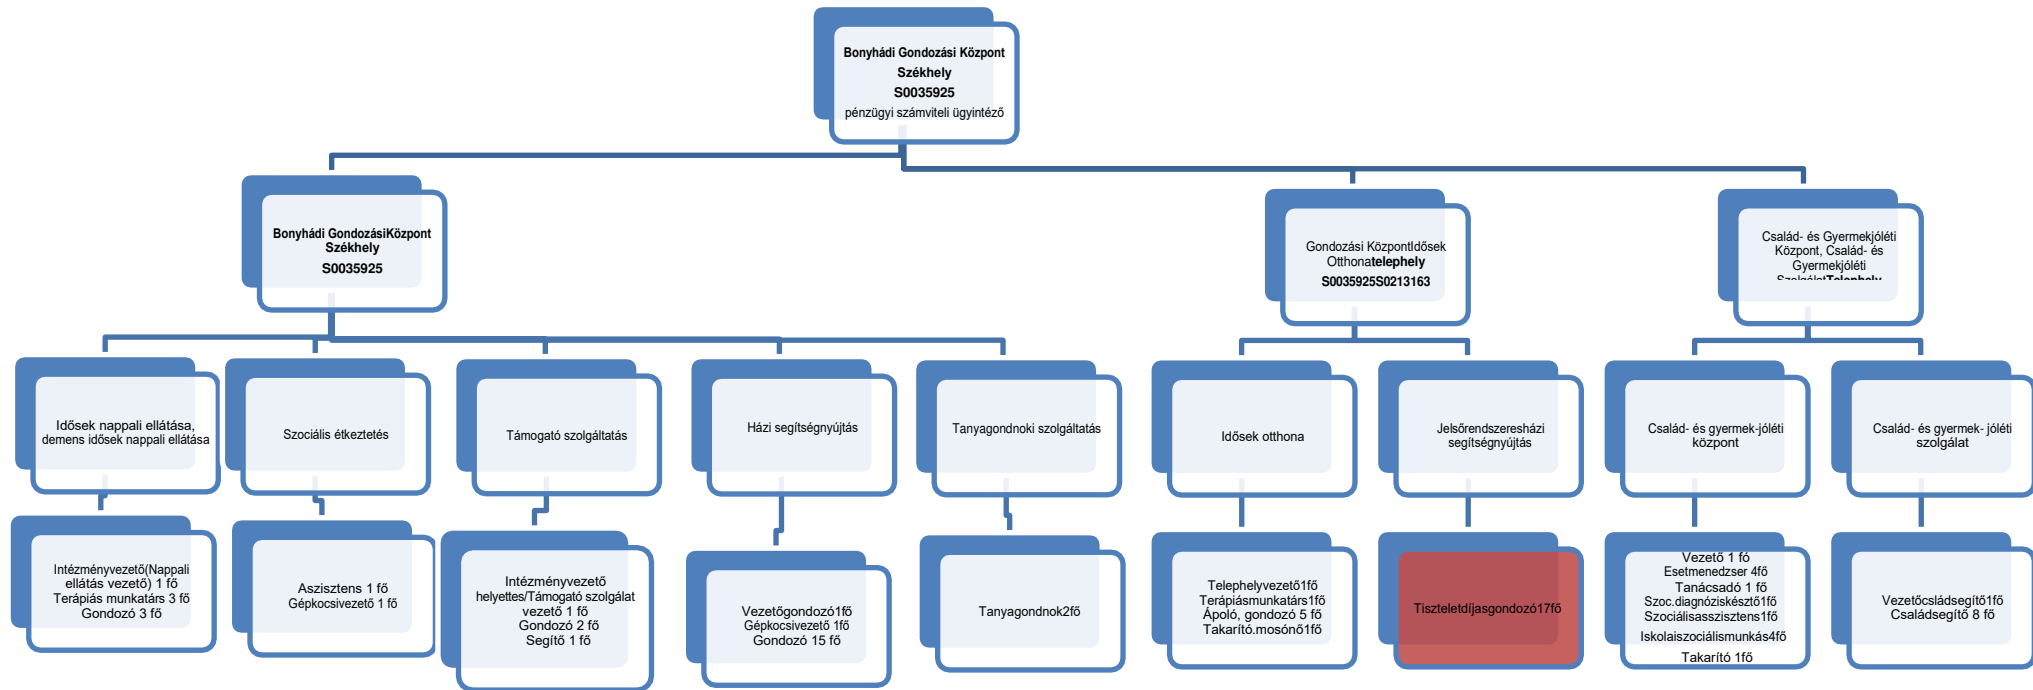 Bonyhádi Gondozási Központ
Székhely
S0035925
pénzügyi számviteli ügyintéző
Bonyhádi GondozásiKözpont
Székhely
S0035925
Gondozási KözpontIdősek
Otthonatelephely
S0035925S0213163
Család- és Gyermekjóléti
Központ, Család- és
Gyermekjóléti
SzolgálatTelephely
Idősek nappali ellátása,
demens idősek nappali ellátása
Szociális étkeztetés
Támogató szolgáltatás
Házi segítségnyújtás
Tanyagondnoki szolgáltatás
Idősek otthona
Jelsőrendszeresházi
segítségnyújtás
Család- és gyermek-jóléti
központ
Család- és gyermek- jóléti
szolgálat
Intézményvezető(Nappali
ellátás vezető) 1 fő
Terápiás munkatárs 3 fő
Gondozó 3 fő
Aszisztens 1 fő
Gépkocsivezető 1 fő
Intézményvezető
helyettes/Támogató szolgálat
vezető 1 fő
Gondozó 2 fő
Segítő 1 fő
Vezetőgondozó1fő
Gépkocsivezető 1fő
Gondozó 15 fő
Tanyagondnok2fő
Telephelyvezető1fő
Terápiásmunkatárs1fő
Ápoló, gondozó 5 fő
Takarító.mosónő1fő
Tiszteletdíjasgondozó17fő
Vezető 1 fó
Esetmenedzser 4fő
Tanácsadó 1 fő
Szoc.diagnóziskésztő1fő
Szociálisasszisztens1fő
Iskolaiszociálismunkás4fő
Takarító 1fő
Vezetőcsládsegítő1fő
Családsegítő 8 fő